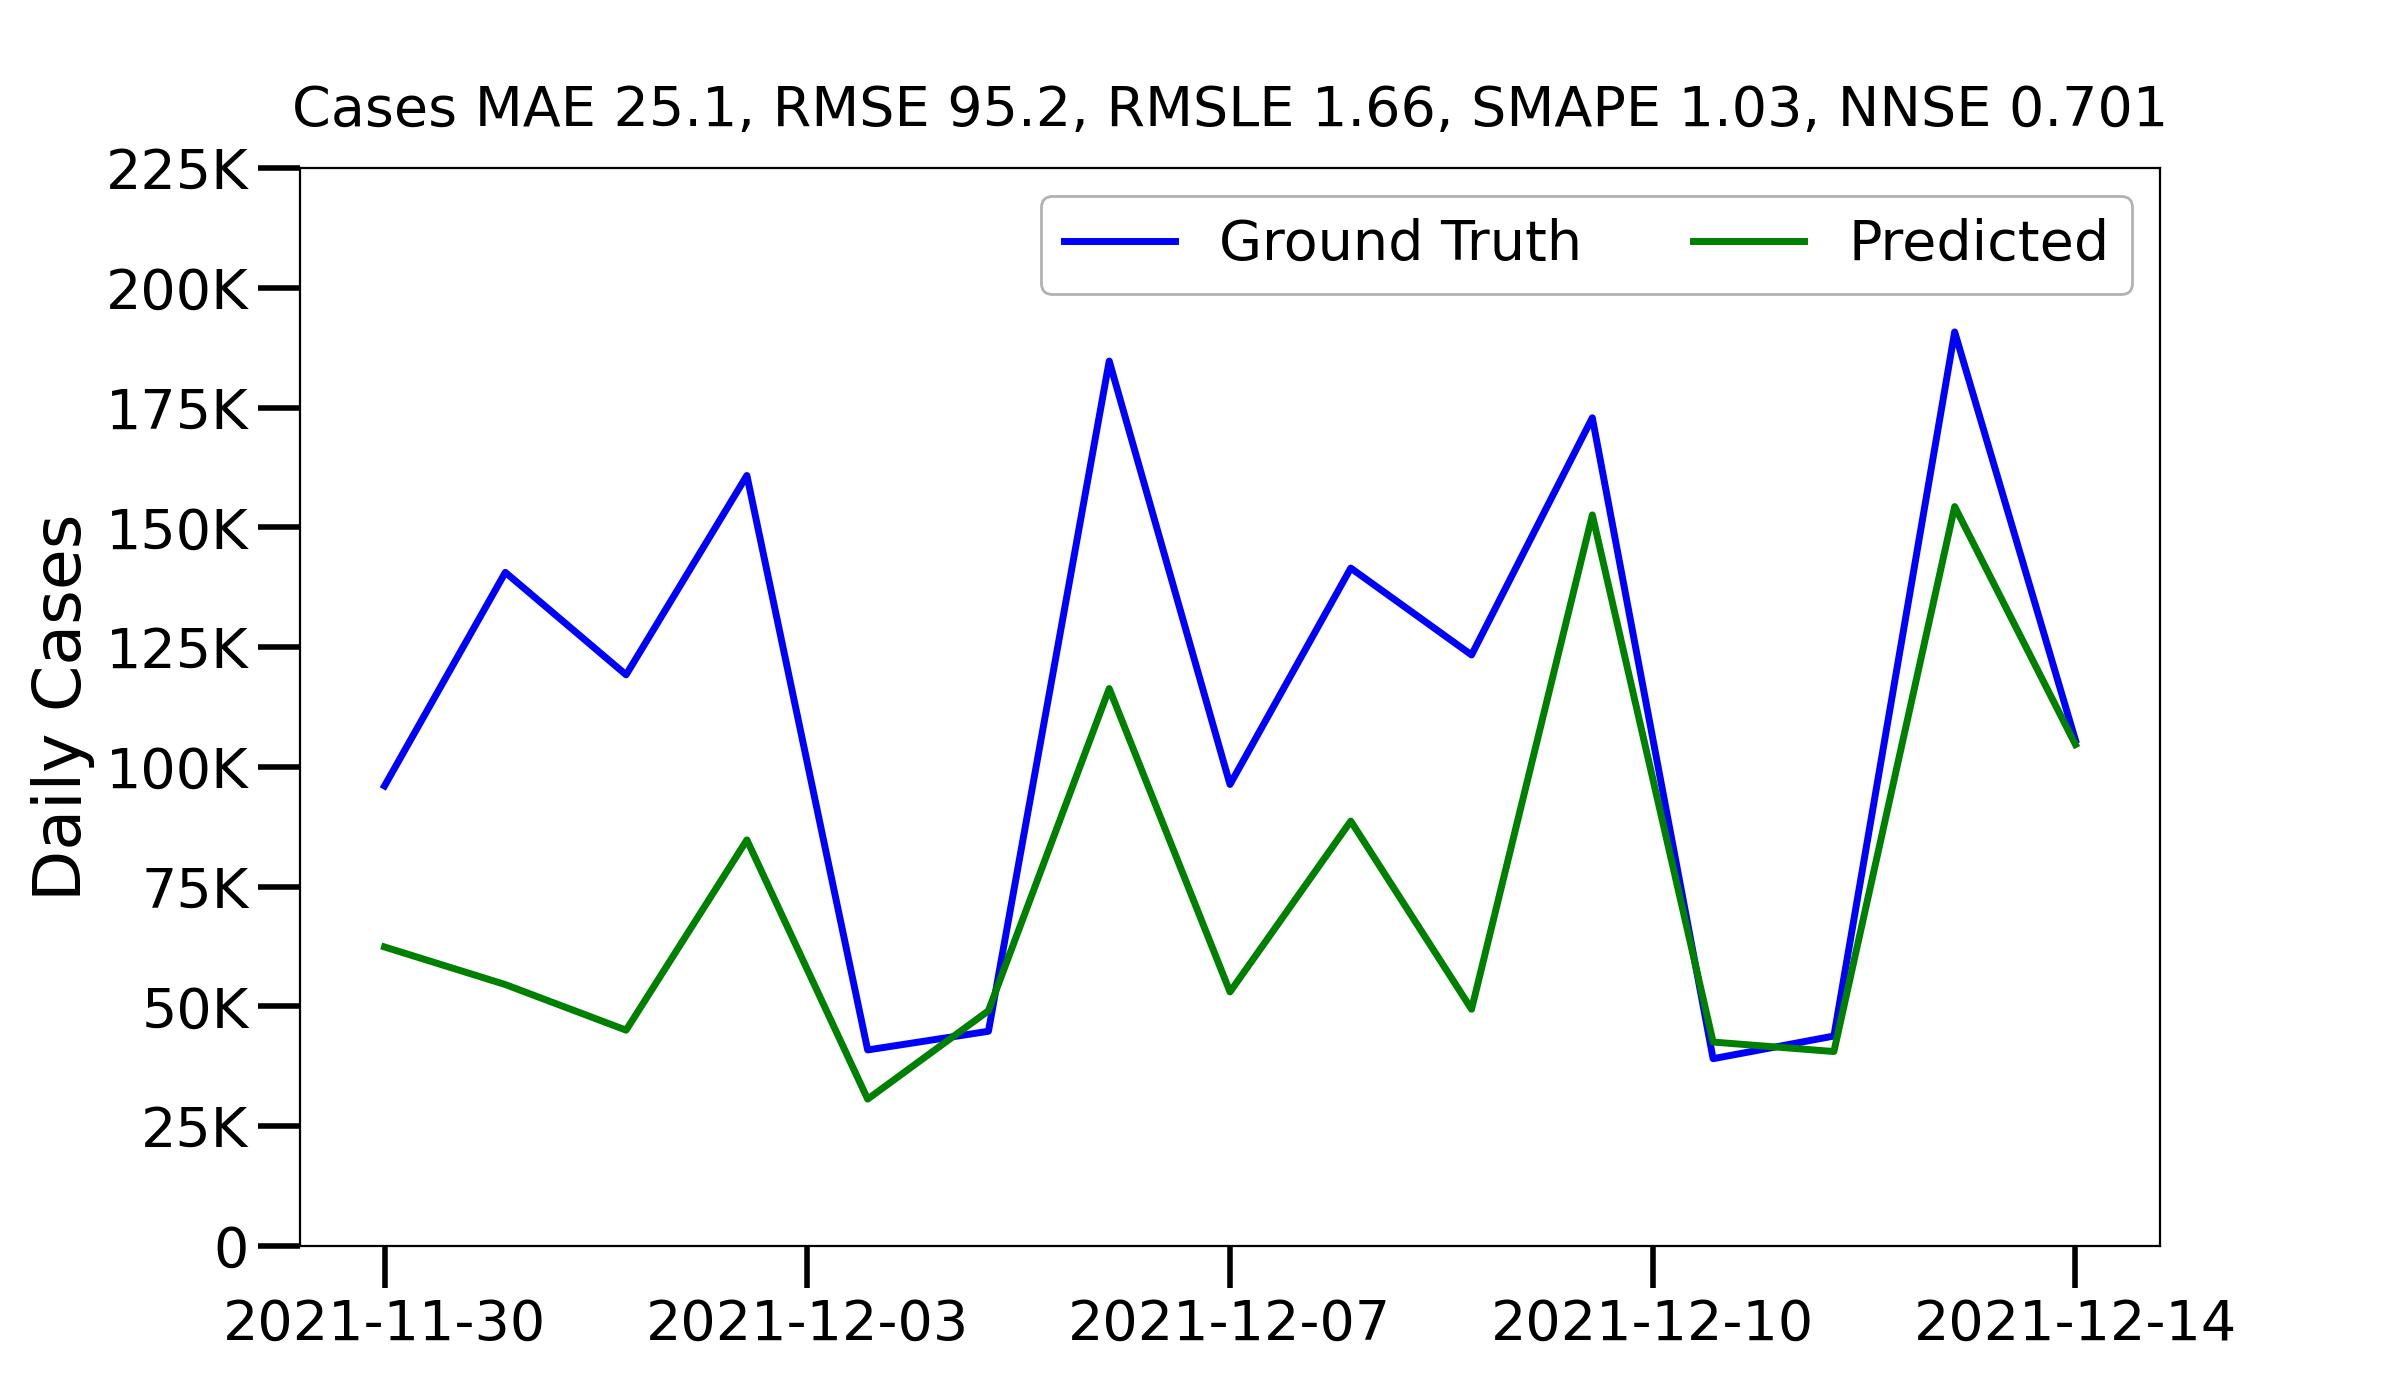 Cases MAE 25.1, RMSE 95.2, RMSLE 1.66, SMAPE 1.03, NNSE 0.701
Ground Truth
Predicted
Daily Cases
225K
200K
175K
150K
125K
100K
75K
50K
25K
0
2021-11-30
2021-12-03
2021-12-07
2021-12-10
2021-12-14